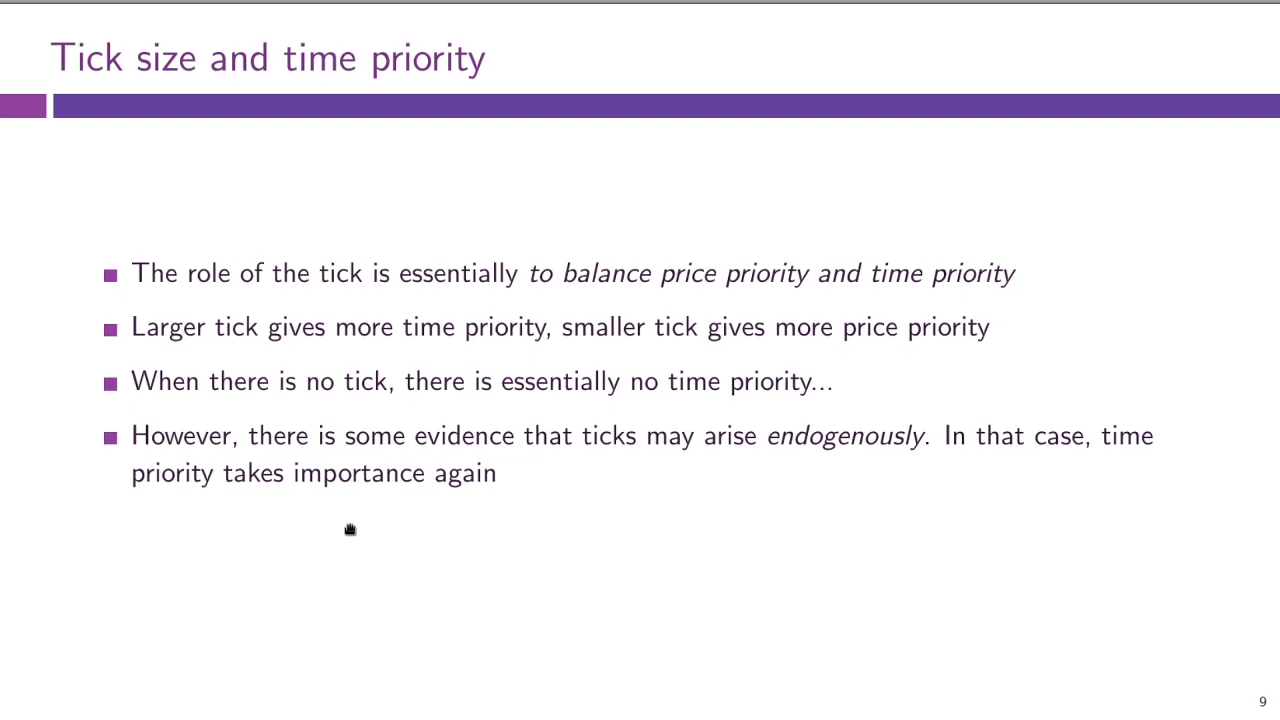 Tick size and time priority
The role of the tick is essentially to balance price priority and time priority
Larger tick gives more time priority, smaller tick gives more price priority
When there is no tick, there is essentially no time priority...
However, there is some evidence that ticks may arise endogenously. In that case, time
priority takes importance again
9